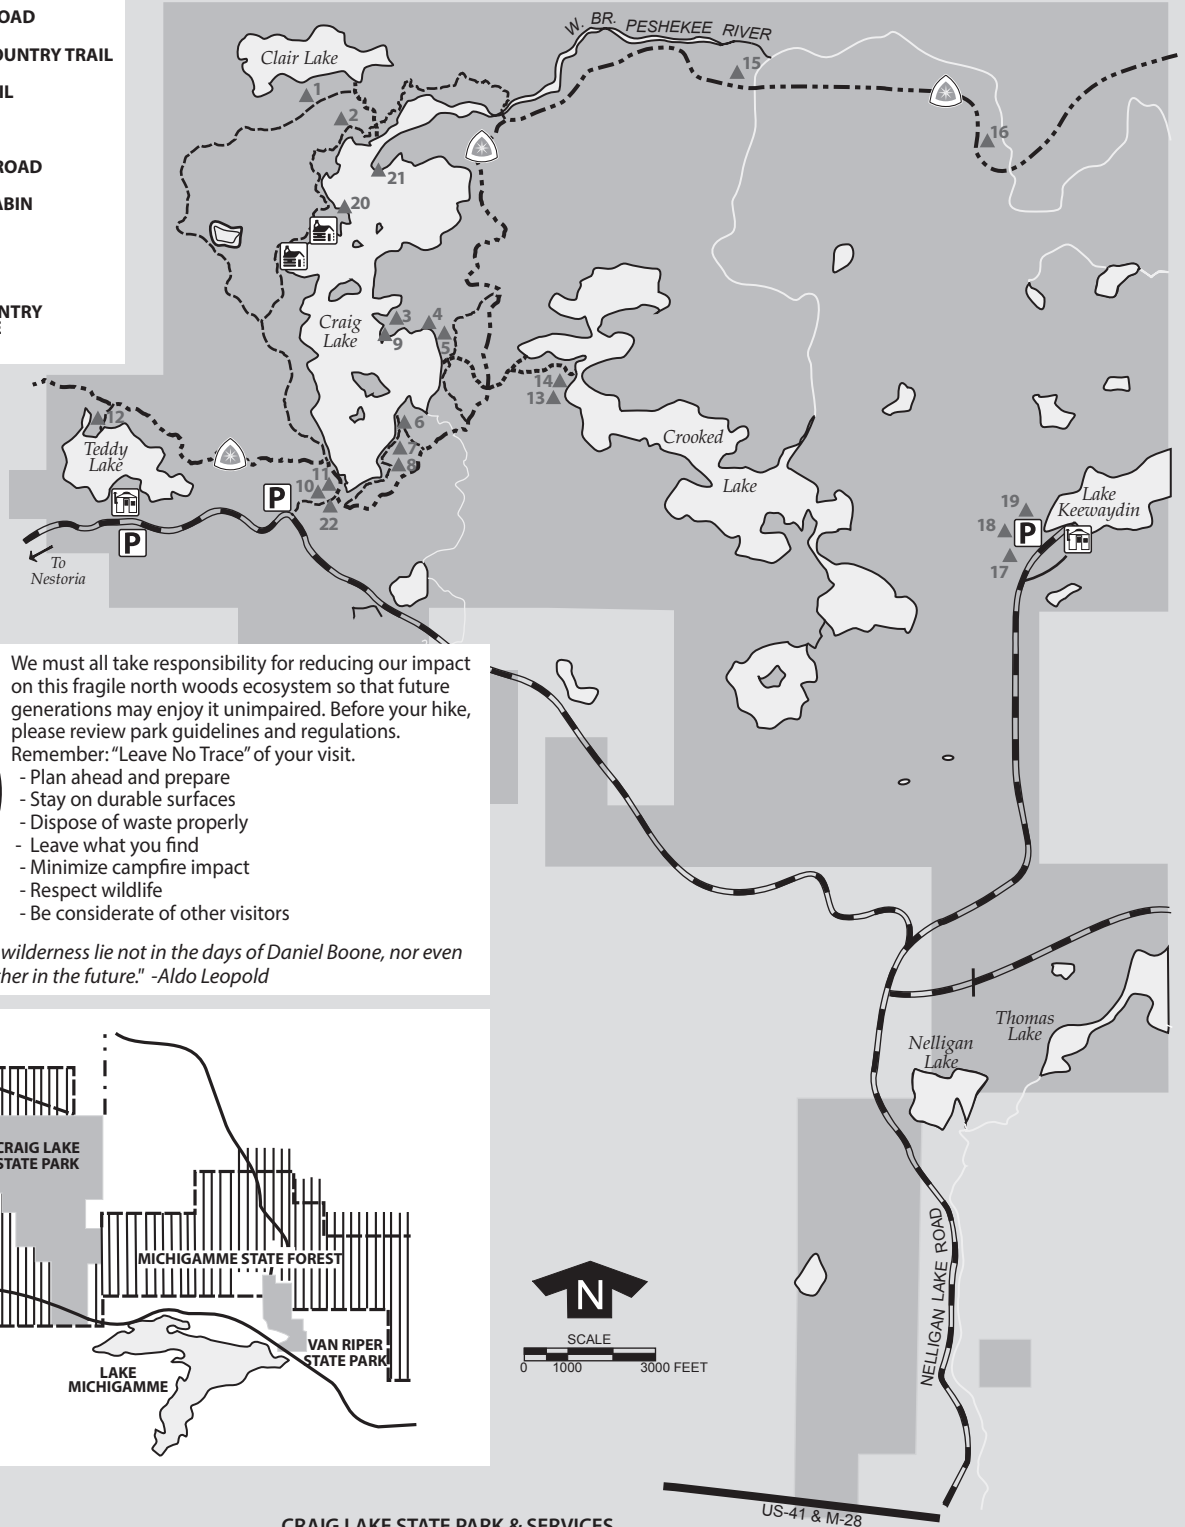 OAD
OUNTRY TRAIL
IL
ROAD
ABIN
NTRY
W. BR. PESHEKEE RIVER
Clair Lake
1
2
15
16
21
20
3
4
9
5
Craig
Lake
14
13
12
Teddy
Lake
6
7
8
11
10
22
P
P
To
Nestoria
Crooked
Lake
19
18
17
P
Lake
Keewaydin
We must all take responsibility for reducing our impact
on this fragile north woods ecosystem so that future
generations may enjoy it unimpaired. Before your hike,
please review park guidelines and regulations.
Remember: “Leave No Trace” of your visit.
- Plan ahead and prepare
- Stay on durable surfaces
- Dispose of waste properly
- Leave what you find
- Minimize campfire impact
- Respect wildlife
- Be considerate of other visitors
wilderness lie not in the days of Daniel Boone, nor even
ther in the future." -Aldo Leopold
Thomas
Lake
Nelligan
Lake
CRAIG LAKE
STATE PARK
MICHIGAMME STATE FOREST
VAN RIPER
STATE PARK
LAKE
MICHIGAMME
N
SCALE
0 1000 3000 FEET
NELLIGAN LAKE ROAD
US-41 & M-28
CRAIG LAKE STATE PARK & SERVICES